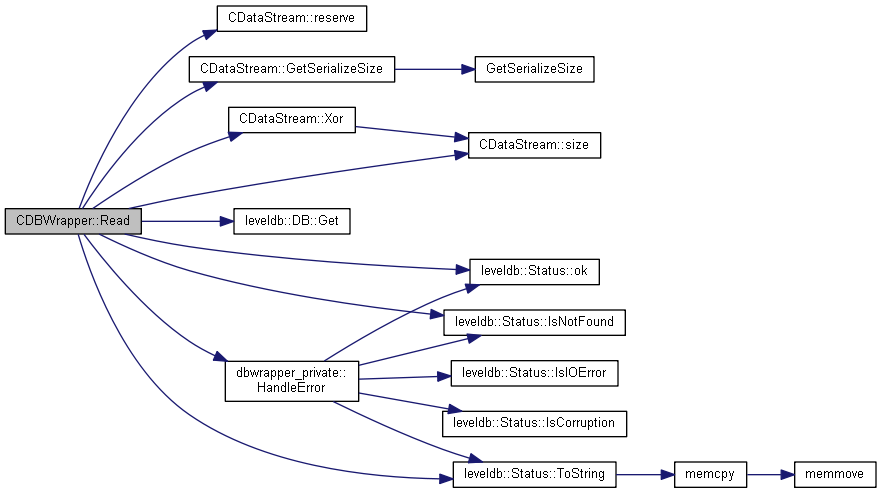 CDataStream::reserve
CDataStream::GetSerializeSize
GetSerializeSize
CDataStream::Xor
CDataStream::size
CDBWrapper::Read
leveldb::DB::Get
leveldb::Status::ok
leveldb::Status::IsNotFound
dbwrapper_private::
HandleError
leveldb::Status::IsIOError
leveldb::Status::IsCorruption
leveldb::Status::ToString
memcpy
memmove